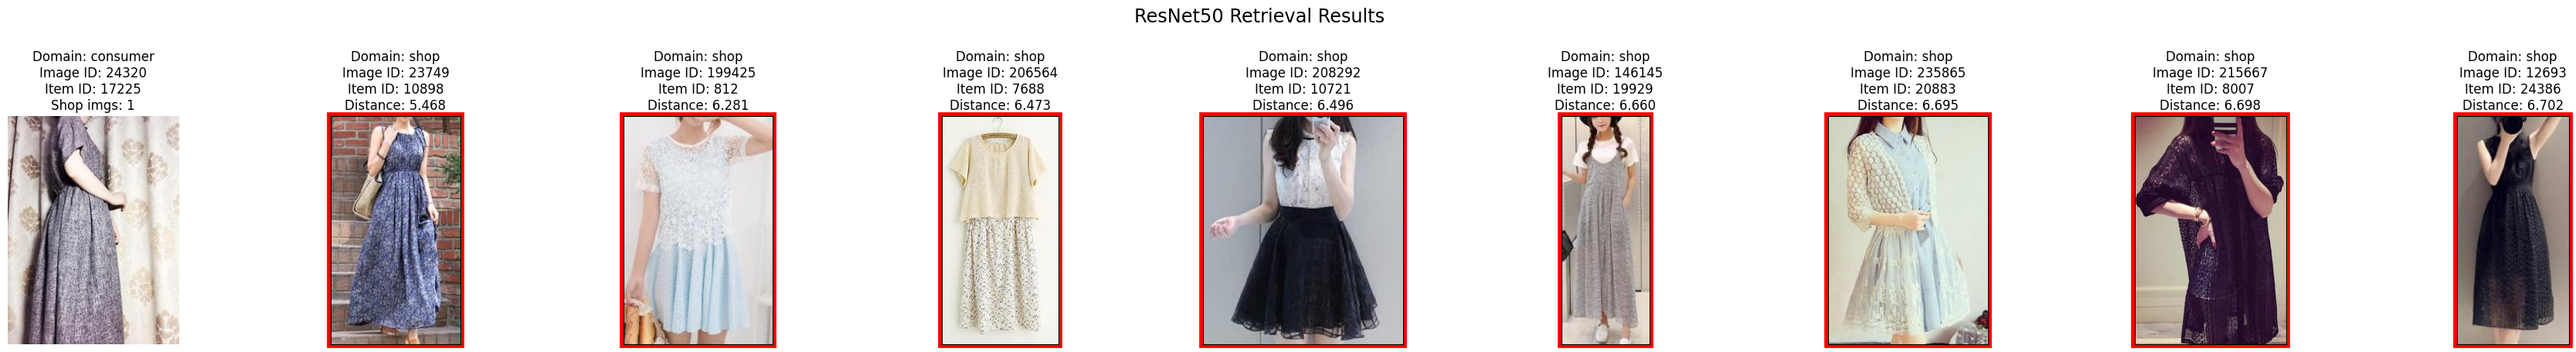 ResNet50 Retrieval Results
Domain: consumer
Image ID: 24320
Item ID: 17225
Shop imgs: 1
Domain: shop
Image ID: 23749
Item ID: 10898
Distance: 5.468
Domain: shop
Image ID: 199425
Item ID: 812
Distance: 6.281
Domain: shop
Image ID: 206564
Item ID: 7688
Distance: 6.473
Domain: shop
Image ID: 208292
Item ID: 10721
Distance: 6.496
Domain: shop
Image ID: 146145
Item ID: 19929
Distance: 6.660
Domain: shop
Image ID: 235865
Item ID: 20883
Distance: 6.695
Domain: shop
Image ID: 215667
Item ID: 8007
Distance: 6.698
Domain: shop
Image ID: 12693
Item ID: 24386
Distance: 6.702